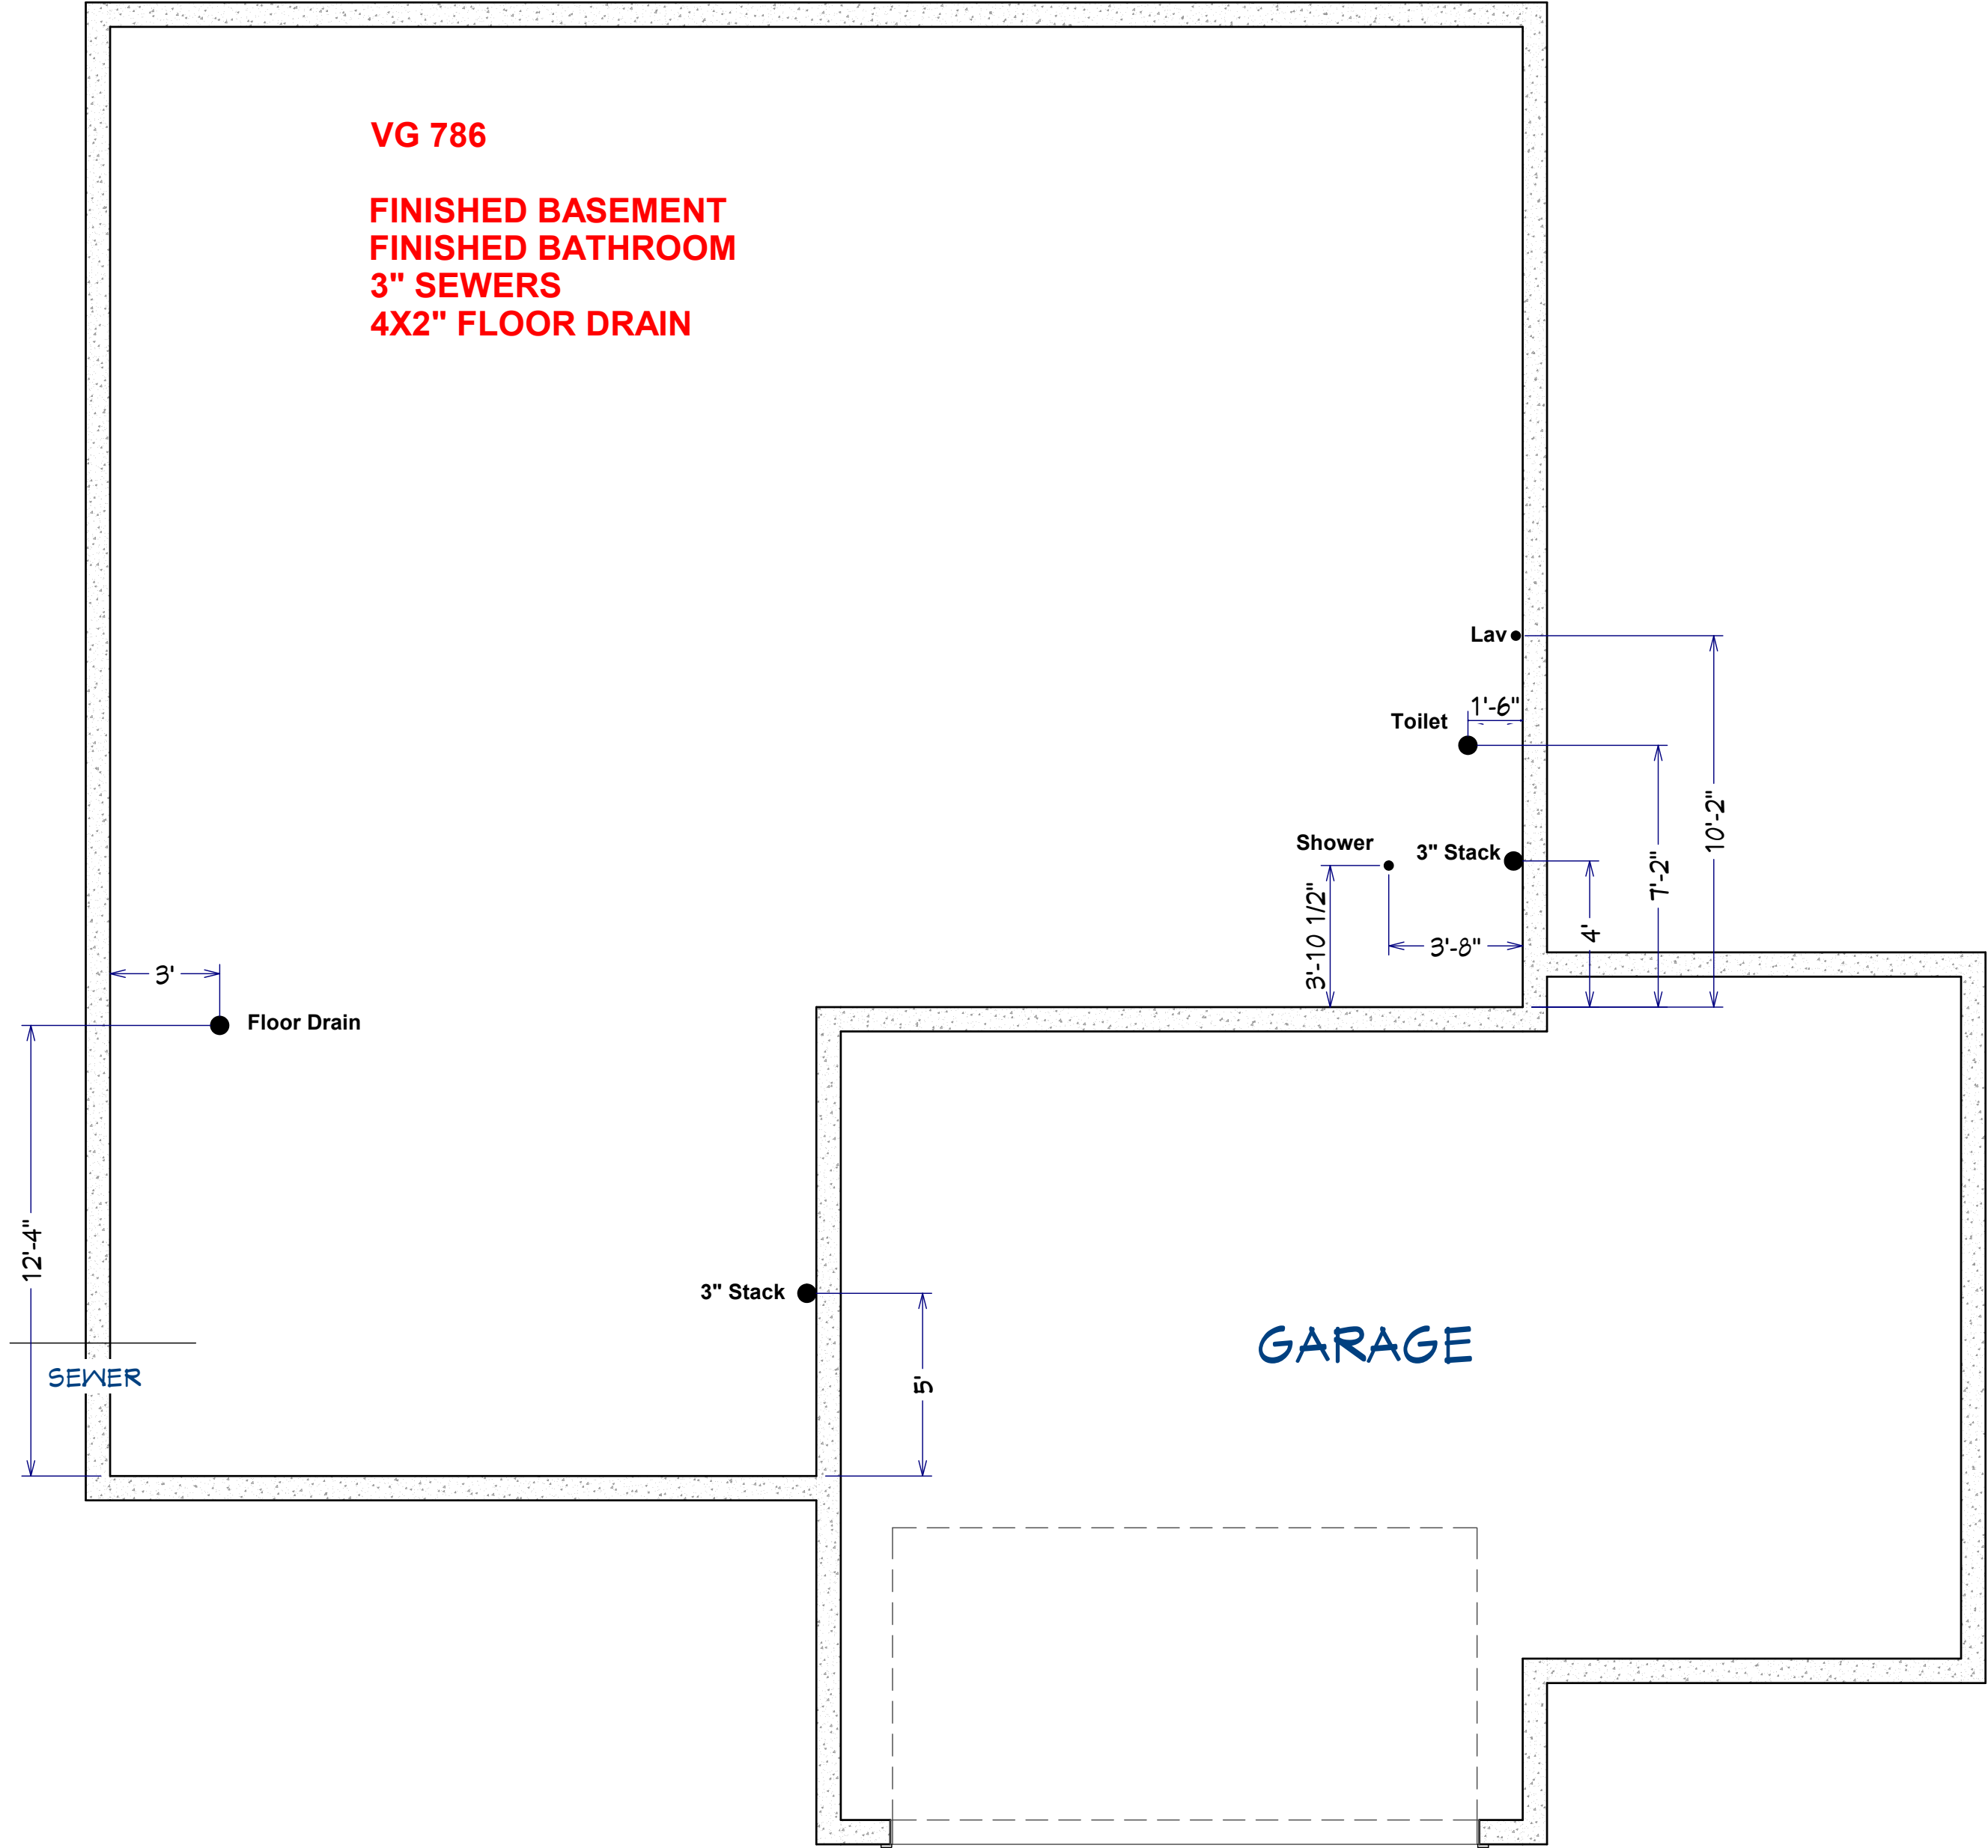 VG 786
FINISHED BASEMENT
FINISHED BATHROOM
3" SEWERS
4X2" FLOOR DRAIN
Lav
1'-6"
Toilet
10'-2"
Shower
3" Stack
7'-2"
3'-10 1/2"
4'
3'-8"
3'
Floor Drain
12'-4"
3" Stack
GARAGE
SEWER
5'